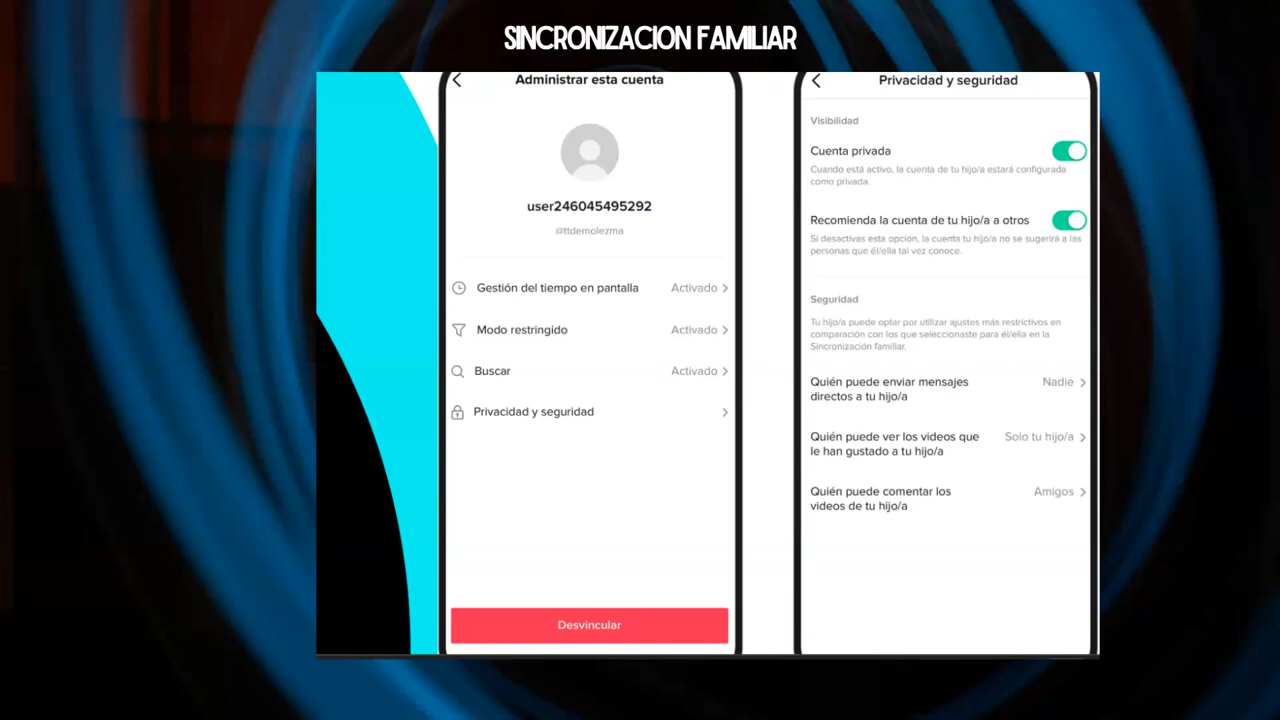 SINCRONIZACION FAMILIAR
Administrar esta cuenta
user246045495292
@ttdemolezma
Gestión del tiempo en pantalla Activado
Modo restringido Activado
Buscar Activado
Privacidad y seguridad
Desvincular
Privacidad y seguridad
Visibilidad
Cuenta privada
Cuando está activo, la cuenta de tu hijo/a estará configurada
como privada.
Recomienda la cuenta de tu hijo/a a otros
Si desactivas esta opción, la cuenta tu hijo/a no se sugerirá a las
personas que él/ella tal vez conoce.
Seguridad
Tu hijo/a puede optar por utilizar ajustes más restrictivos en
comparación con los que seleccionaste para él/ella en la
Sincronización familiar.
Quién puede enviar mensajes Nadie
directos a tu hijo/a
Quién puede ver los videos que Solo tu hijo/a
le han gustado a tu hijo/a
Quién puede comentar los Amigos
videos de tu hijo/a